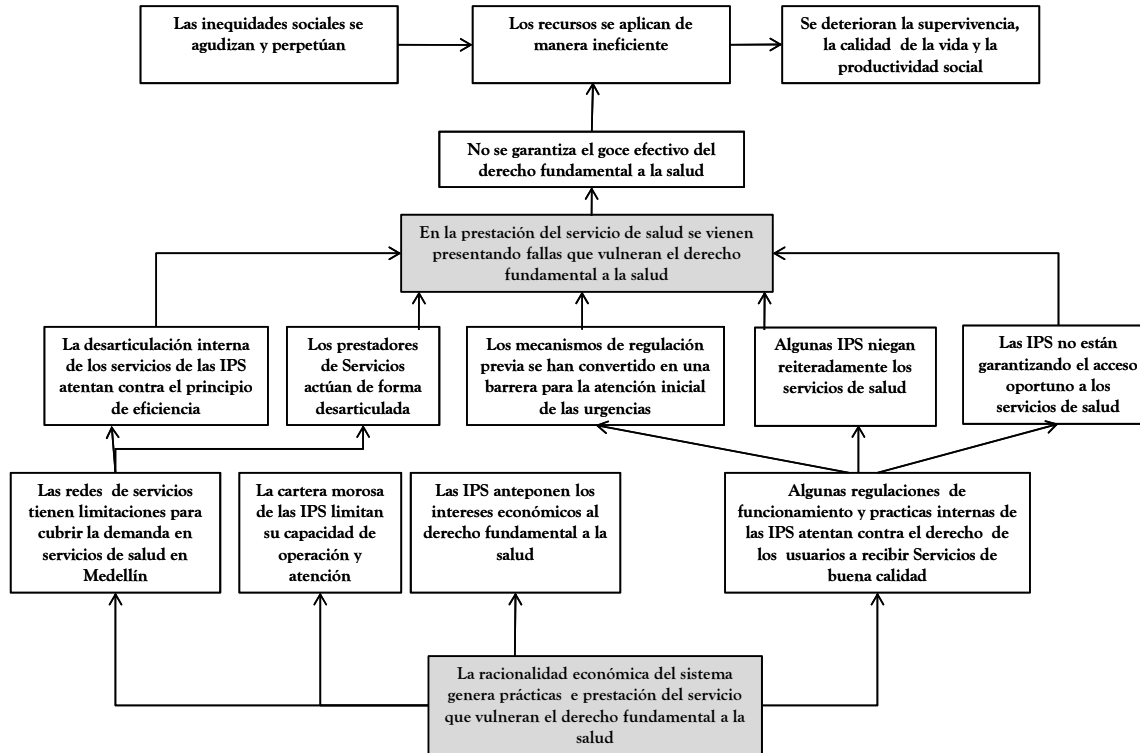 Las inequidades sociales se
agudizan y perpetúan
Los recursos se aplican de
manera ineficiente
Se deterioran la supervivencia,
la calidad de la vida y la
productividad social
No se garantiza el goce efectivo del
derecho fundamental a la salud
En la prestación del servicio de salud se vienen
presentando fallas que vulneran el derecho
fundamental a la salud
La desarticulación interna
de los servicios de las IPS
atentan contra el principio
de eficiencia
Los prestadores
de Servicios
actúan de forma
desarticulada
Los mecanismos de regulación
previa se han convertido en una
barrera para la atención inicial
de las urgencias
Algunas IPS niegan
reiteradamente los
servicios de salud
Las IPS no están
garantizando el acceso
oportuno a los
servicios de salud
Las redes de servicios
tienen limitaciones para
cubrir la demanda en
servicios de salud en
Medellín
La cartera morosa
de las IPS limitan
su capacidad de
operación y
atención
Las IPS anteponen los
intereses económicos al
derecho fundamental a la
salud
Algunas regulaciones de
funcionamiento y practicas internas
de las IPS atentan contra el derecho de
los usuarios a recibir Servicios de
buena calidad
La racionalidad económica del sistema
genera prácticas e prestación del servicio
que vulneran el derecho fundamental a la
salud